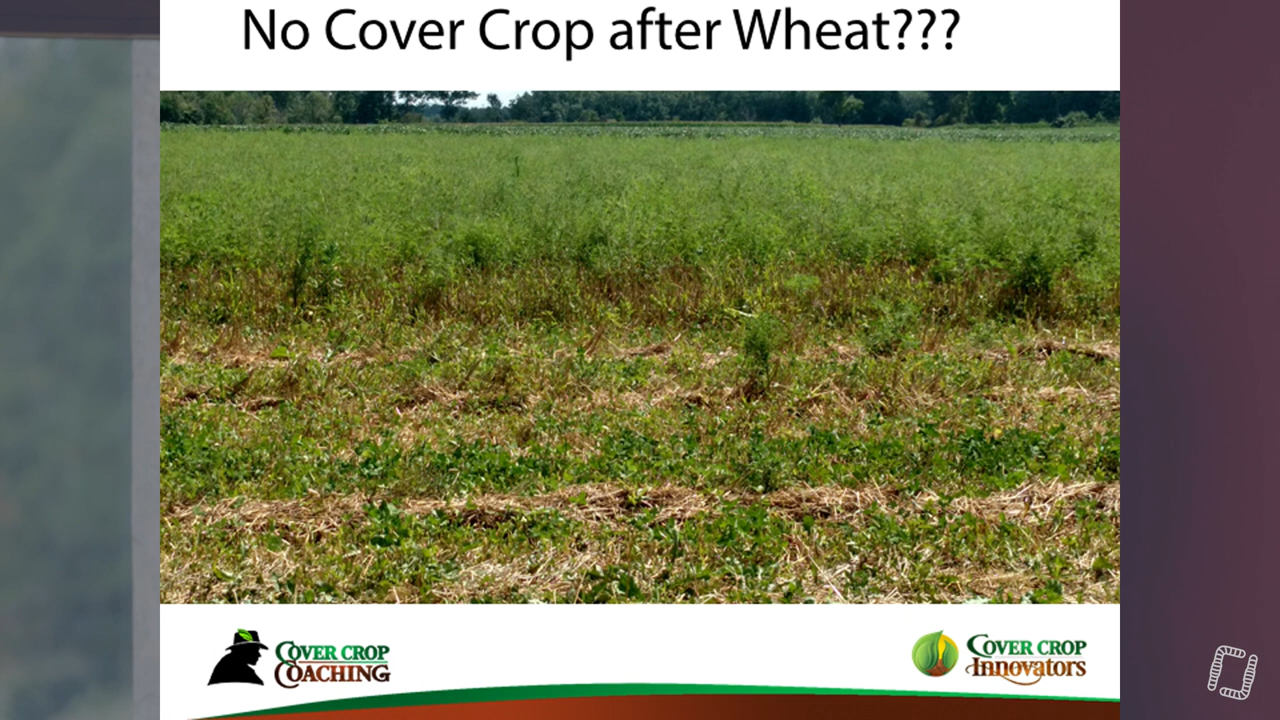 No Cover Crop after Wheat???
COVER CROP
COACHING
COVER CROP
Innovators